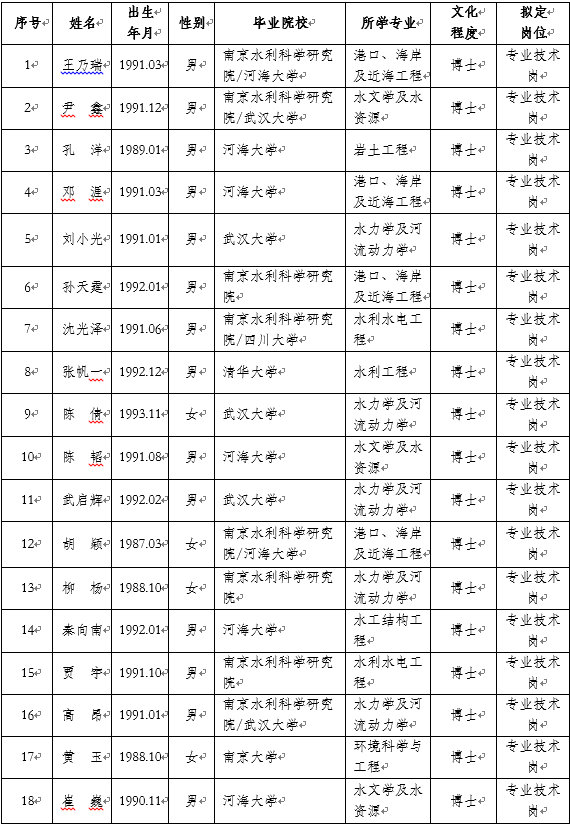 序号 姓名 出生年月 性别 毕业院校 所学专业 文化程度 拟定岗位
1 王乃瑞 1991.03 男 南京水利科学研究院/河海大学 港口、海岸及近海工程 博士 专业技术岗
2 尹 鑫 1991.12 男 南京水利科学研究院/武汉大学 水文学及水资源 博士 专业技术岗
3 孔 洋 1989.01 男 河海大学 岩土工程 博士 专业技术岗
4 邓 涯 1991.03 男 河海大学 港口、海岸及近海工程 博士 专业技术岗
5 刘小光 1991.01 男 武汉大学 水力学及河流动力学 博士 专业技术岗
6 孙天霆 1992.01 男 南京水利科学研究院 港口、海岸及近海工程 博士 专业技术岗
7 沈光泽 1991.06 男 南京水利科学研究院/四川大学 水利水电工程 博士 专业技术岗
8 张帆一 1992.12 男 清华大学 水利工程 博士 专业技术岗
9 陈 倩 1993.11 女 武汉大学 水力学及河流动力学 博士 专业技术岗
10 陈 韬 1991.08 男 河海大学 水文学及水资源 博士 专业技术岗
11 武启辉 1992.02 男 武汉大学 水力学及河流动力学 博士 专业技术岗
12 胡 颖 1987.03 女 南京水利科学研究院/河海大学 港口、海岸及近海工程 博士 专业技术岗
13 柳 杨 1988.10 女 南京水利科学研究院 水力学及河流动力学 博士 专业技术岗
14 秦向南 1992.01 男 河海大学 水工结构工程 博士 专业技术岗
15 贾 宇 1991.10 男 南京水利科学研究院 水利水电工程 博士 专业技术岗
16 高 昂 1991.01 男 南京水利科学研究院/武汉大学 水力学及河流动力学 博士 专业技术岗
17 黄 玉 1988.10 女 南京大学 环境科学与工程 博士 专业技术岗
18 崔 巍 1990.11 男 河海大学 水文学及水资源 博士 专业技术岗